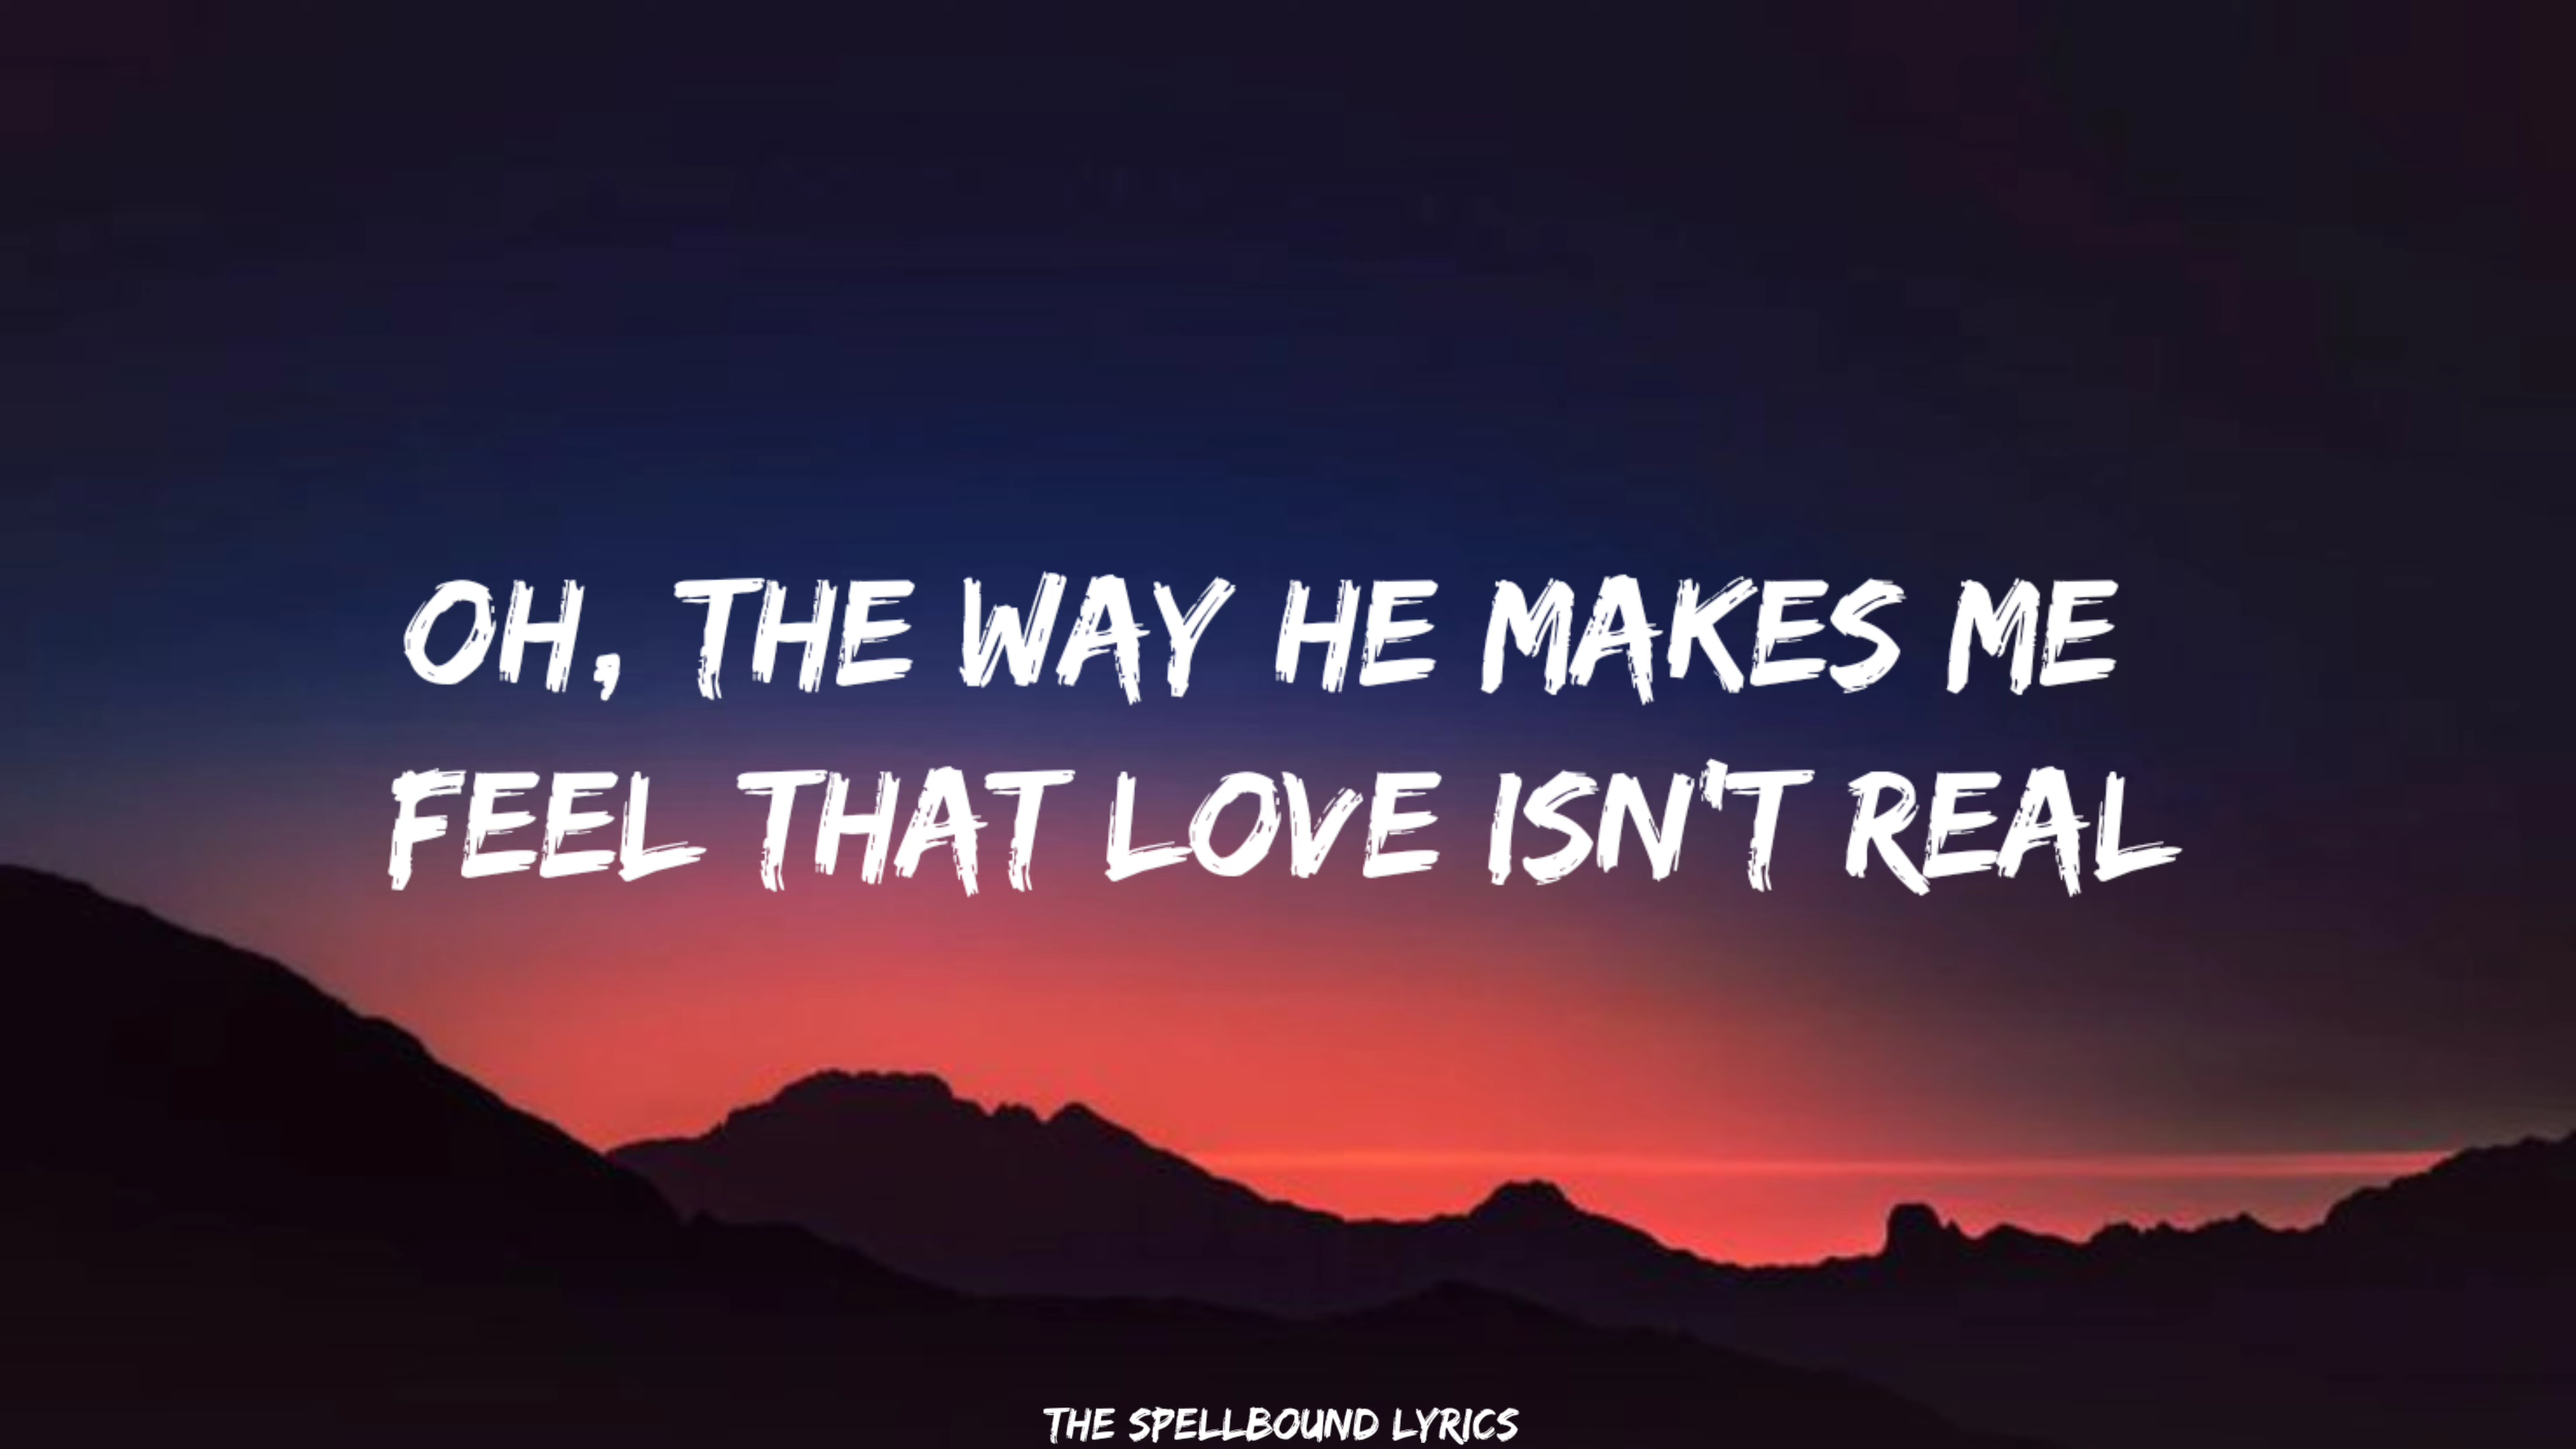 OH, THE WAY HE MAKES ME
FEEL THAT LOVE ISN'T REAL
THE SPELLBOUND LYRICS